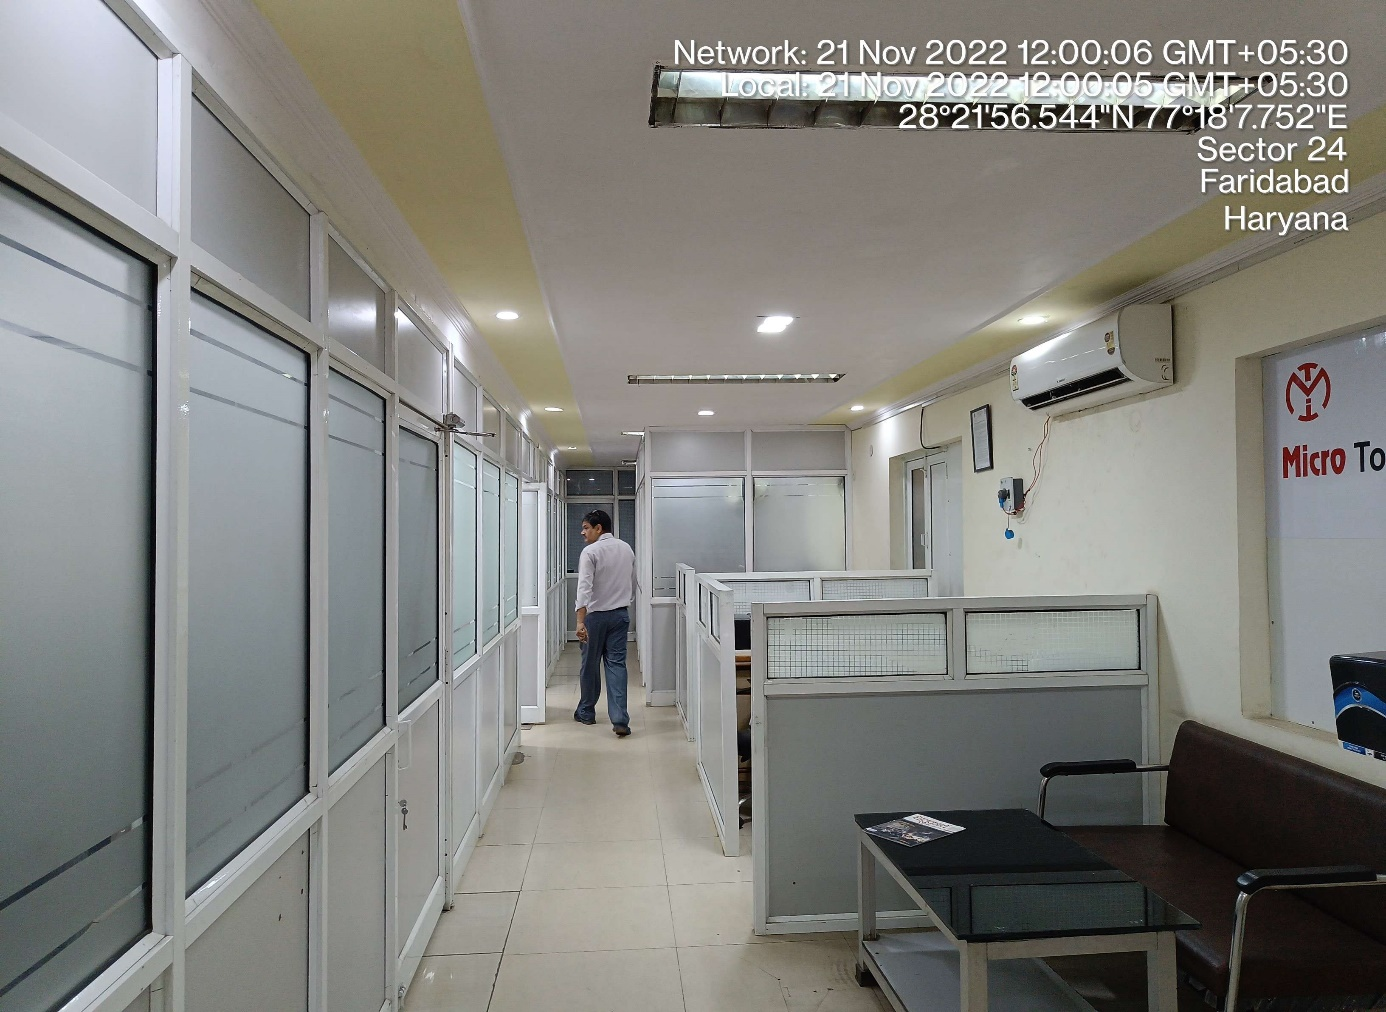 Network: 21 Nov 2022 12:00:06 GMT+05:30
Local: 21 Nov 2022 12:00:05 GMT+05:30
28°21'56.544"N 77°18'7.752"E
Sector 24
Faridabad
Haryana
Micro To